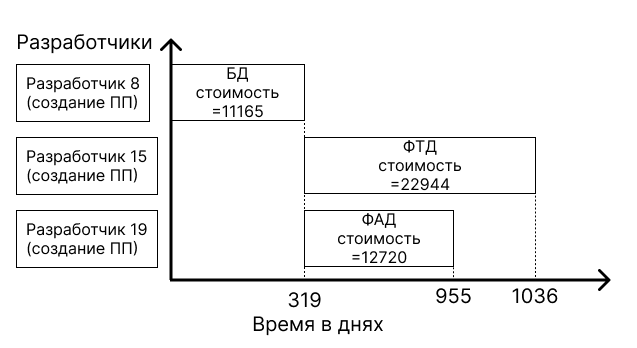 Разработчики
Разработчик 8
(создание ПП)
БД
стоимость
=11165
Разработчик 15
(создание ПП)
ФТД
стоимость
=22944
Разработчик 19
(создание ПП)
ФАД
стоимость
=12720
319
955
1036
Время в днях